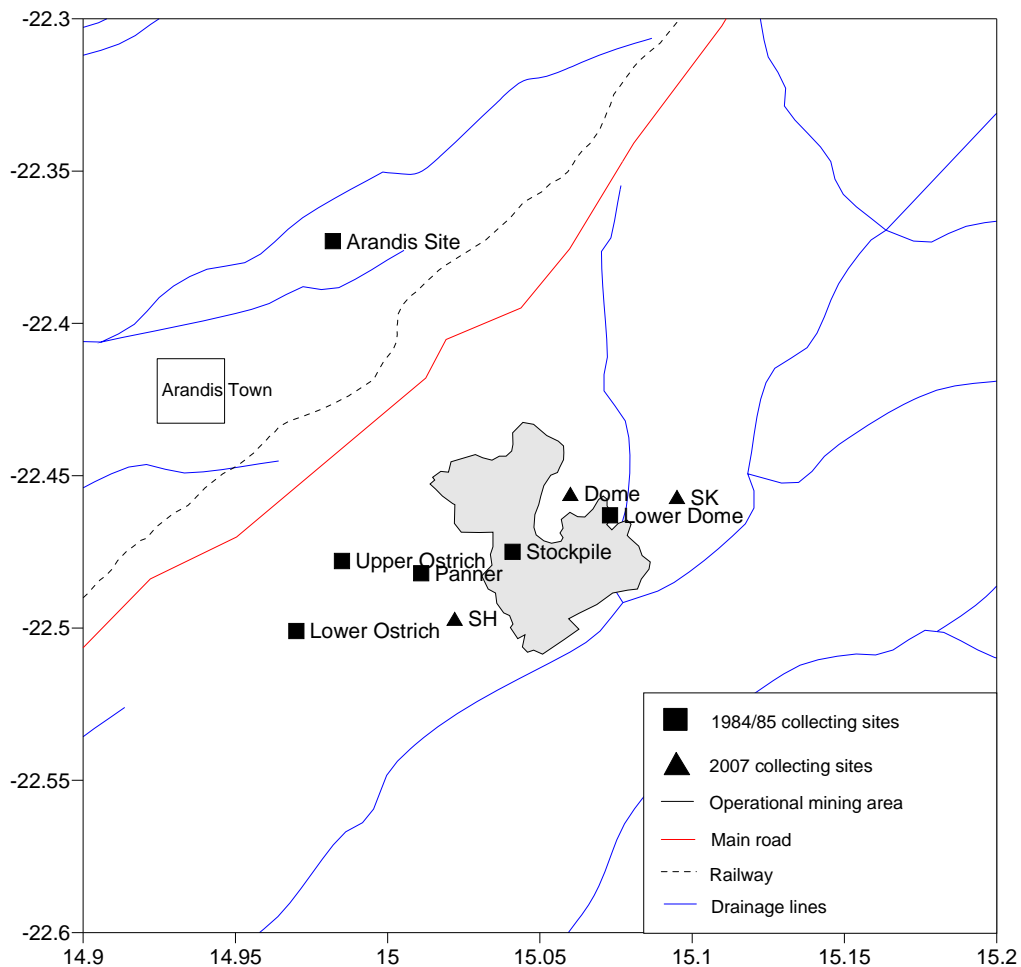 -22.3
-22.35
Arandis Site
-22.4
Arandis Town
-22.45
Dome
SK
Lower Dome
Stockpile
Upper Ostrich
Panner
SH
Lower Ostrich
-22.5
-22.55
-22.6
1984/85 collecting sites
2007 collecting sites
Operational mining area
Main road
Railway
Drainage lines
14.9 14.95 15 15.05 15.1 15.15 15.2